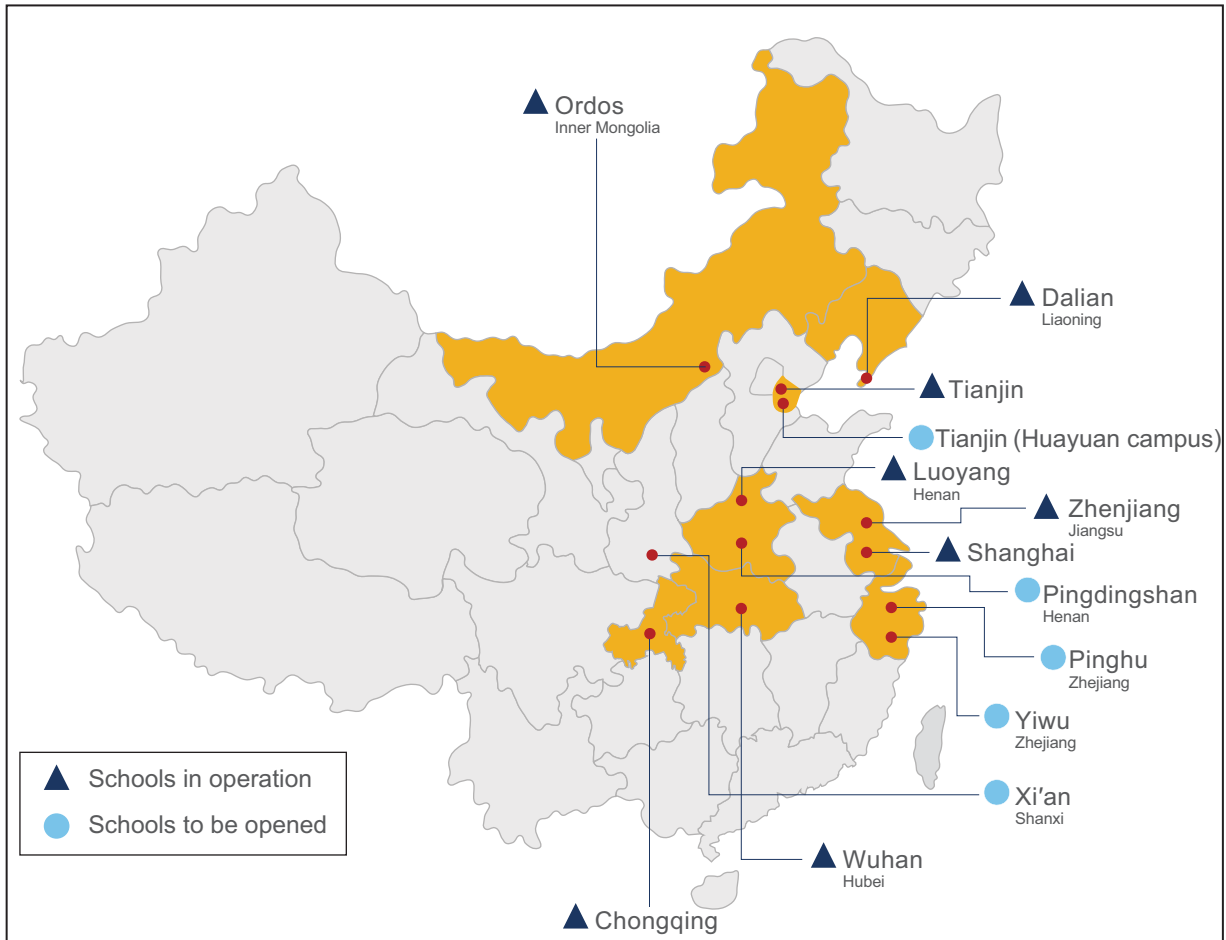 Ordos
Inner Mongolia
Dalian
Liaoning
Tianjin
Tianjin (Huayuan campus)
Luoyang
Henan
Zhenjiang
Jiangsu
Shanghai
Pingdingshan
Henan
Pinghu
Zhejiang
Yiwu
Zhejiang
Xi'an
Shanxi
Wuhan
Hubei
Chongqing
Schools in operation
Schools to be opened